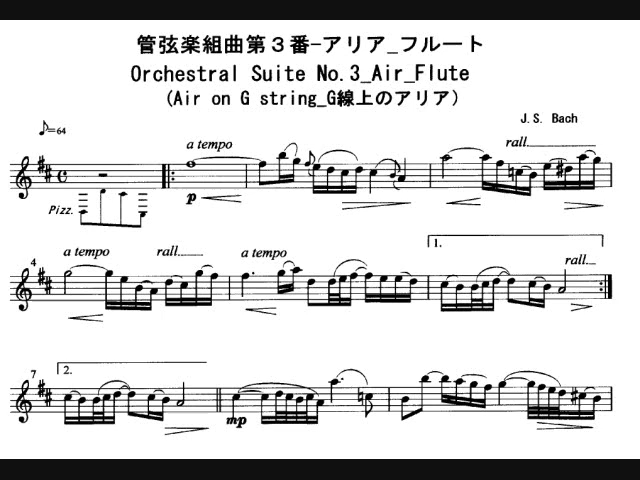 管弦楽組曲第３番-アリア_フルート
Orchestral Suite No.3_Air_Flute
(Air on G string_G線上のアリア)
J.S. Bach
♪=64
a tempo
rall.
Pizz.
p
4
a tempo
rall.
a tempo
1.
rall.
7
2.
mp